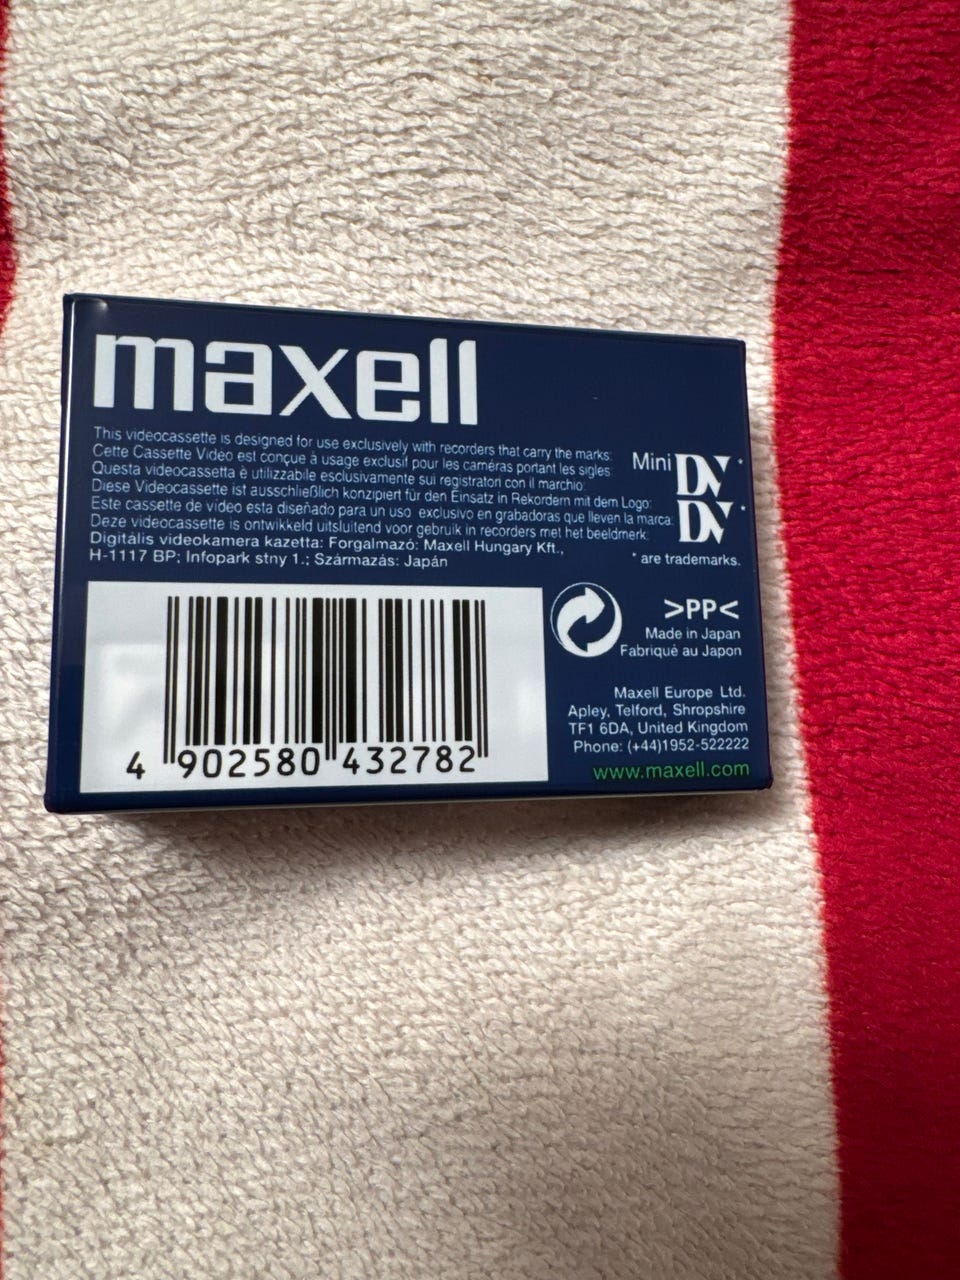 maxell
This videocassette is designed for use exclusively with recorders that carry the marks:
Cette Cassette Vidéo est conçue à usage exclusif pour les caméras portant les sigles:
Questa videocassetta è utilizzabile esclusivamente sui registratori con il marchio:
Diese Videocassette ist ausschließlich konzipiert für den Einsatz in Rekordern mit dem Logo:
Este cassette de vídeo esta diseñado para un uso exclusivo en grabadoras que lleven la marca:
Deze videocassette is ontwikkeld uitsluitend voor gebruik in recorders met het beeldmerk:
Digitális videokamera kazetta: Forgalmazó: Maxell Hungary Kft.,
H-1117 BP; Infopark stny 1.; Származás: Japán
Mini DV *
DV *
* are trademarks.
>PP<
Made in Japan
Fabriqué au Japon
Maxell Europe Ltd.
Apley, Telford, Shropshire
TF1 6DA, United Kingdom
Phone: (+44)1952-522222
www.maxell.com
4 902580 432782